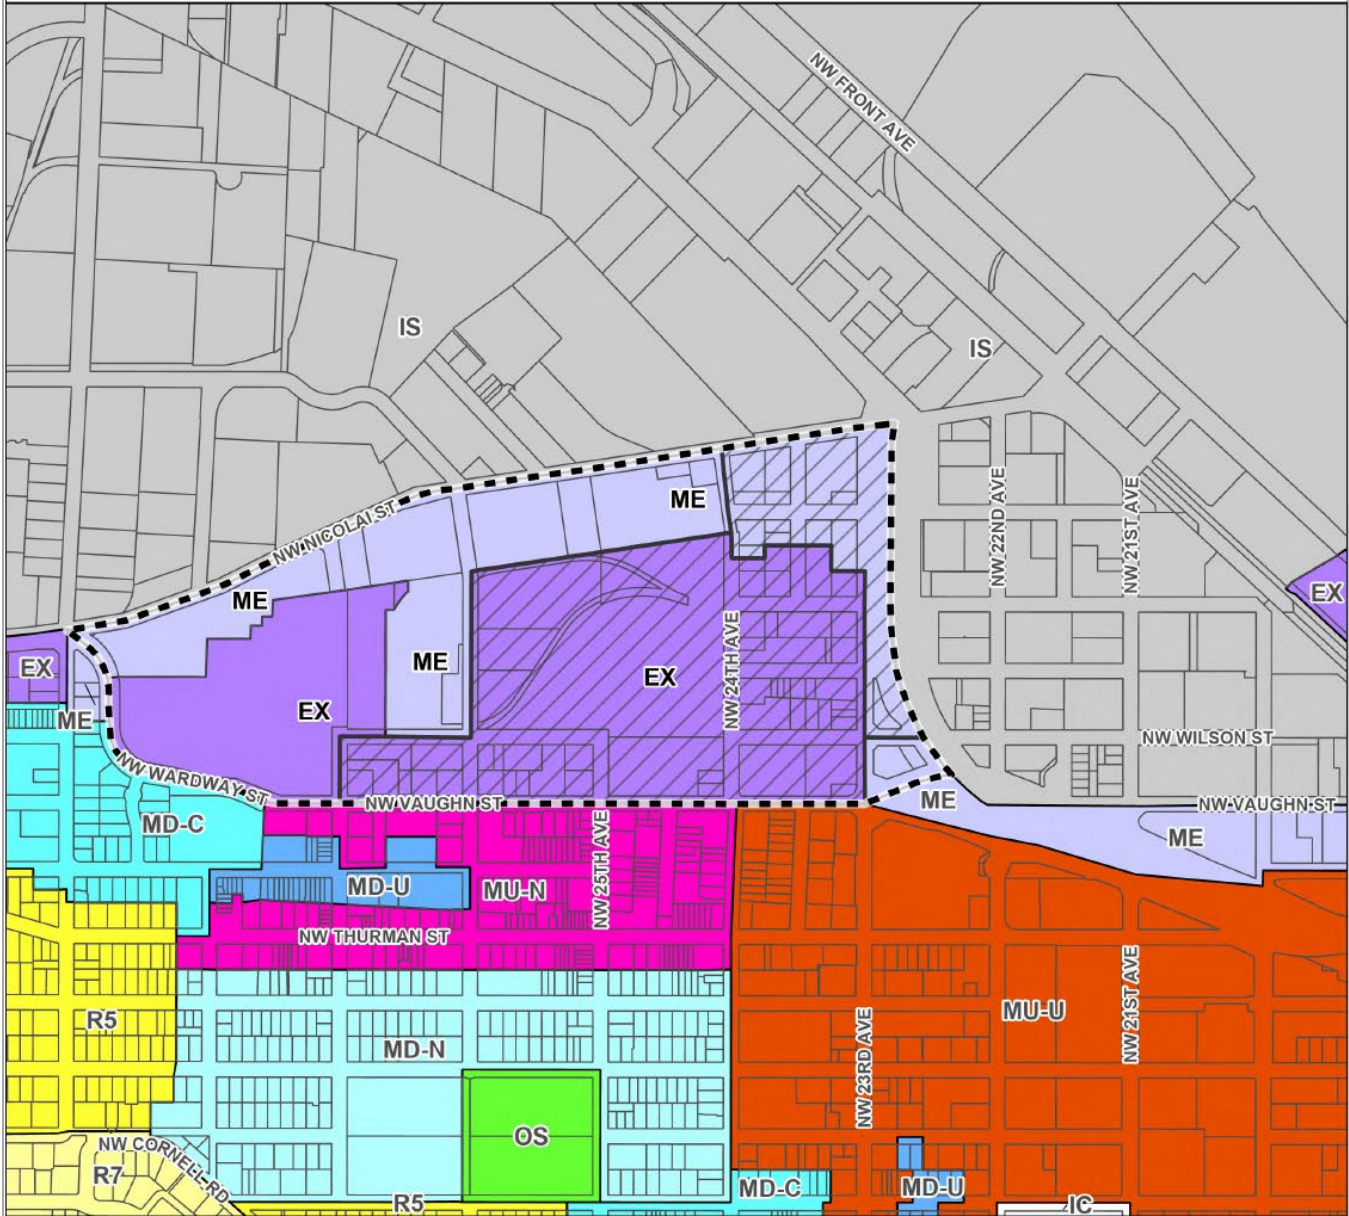 NW FRONT AVE
IS
IS
NW 22ND AVE
NW 21ST AVE
ME
NW NICOLAI ST
EX
ME
ME
EX
EX
NW 24TH AVE
EX
ME
NW WILSON ST
NW WARDWAY ST
NW VAUGHN ST
ME
NW VAUGHN ST
MD-C
ME
NW 25TH AVE
MD-U
MU-N
NW THURMAN ST
R5
MD-N
NW 23RD AVE
MU-U
NW 21ST AVE
OS
NW CORNELL RD
R7
MD-C
MD-U
R5
IC